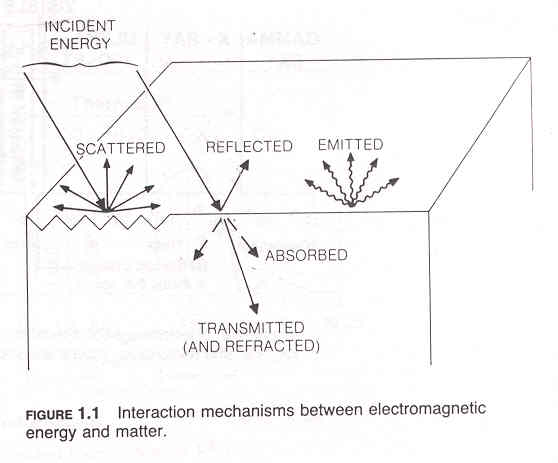 INCIDENT
ENERGY
SCATTERED
REFLECTED
EMITTED
ABSORBED
TRANSMITTED
(AND REFRACTED)
FIGURE 1.1 Interaction mechanisms between electromagnetic
energy and matter.